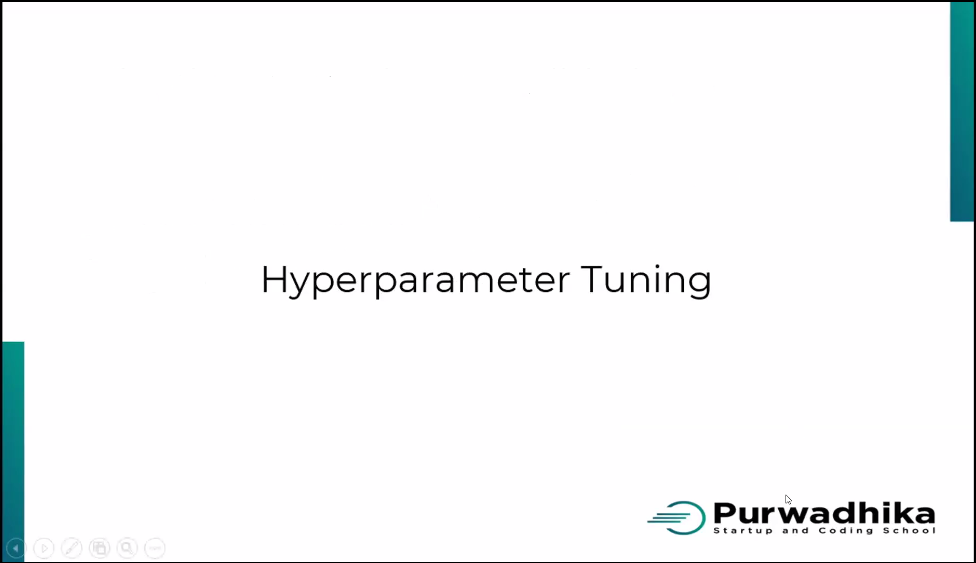 Hyperparameter Tuning
Purwadhika
Startup and Coding School